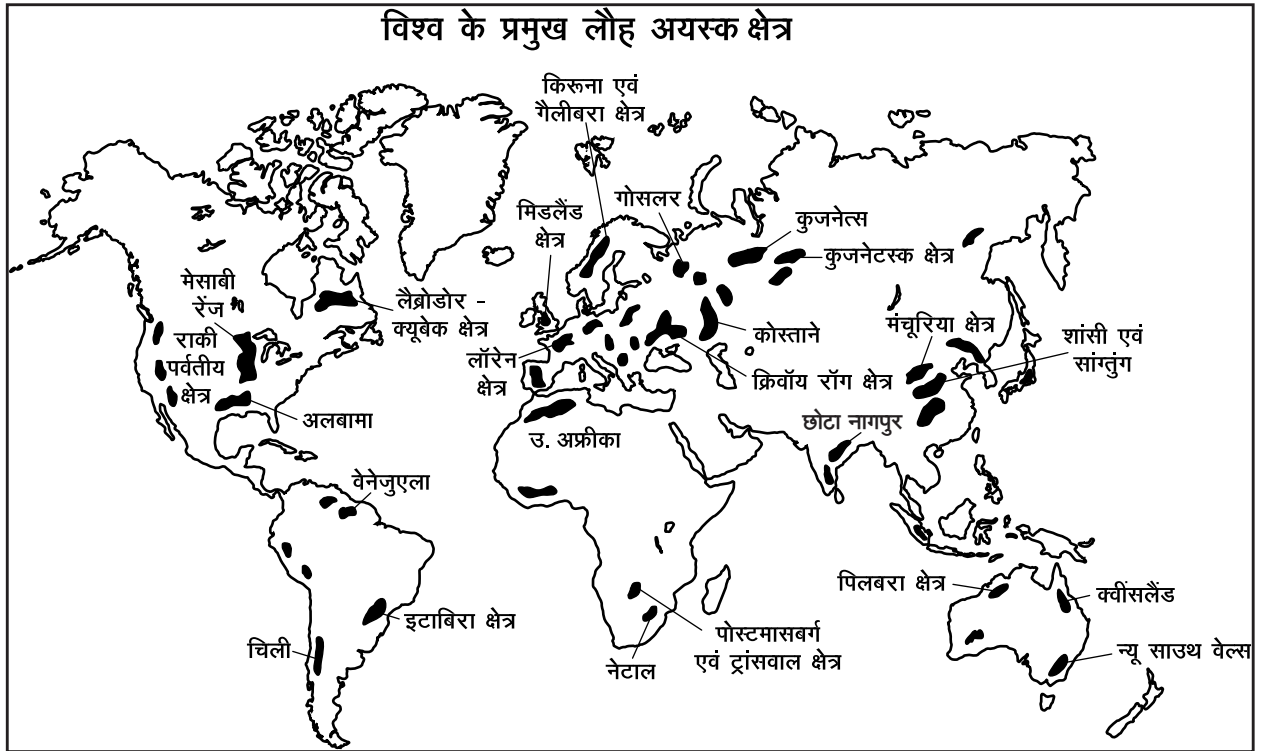 विश्व के प्रमुख लौह अयस्क क्षेत्र
किरूना एवं
गैलीबरा क्षेत्र
मिडलैंड
क्षेत्र
गोसलर
कुजनेत्स
कुजनेटस्क क्षेत्र
मेसाबी
रेंज
लैब्रोडोर -
क्यूबेक क्षेत्र
राकी
पर्वतीय
क्षेत्र
लॉरेन
क्षेत्र
कोस्ताने
मंचूरिया क्षेत्र
शांसी एवं
सांग्तुंग
क्रिवॉय रॉग क्षेत्र
अलबामा
उ. अफ्रीका
छोटा नागपुर
वेनेजुएला
पिलबरा क्षेत्र
क्वींसलैंड
इटाबिरा क्षेत्र
चिली
पोस्टमासबर्ग
एवं ट्रांसवाल क्षेत्र
नेटाल
न्यू साउथ वेल्स